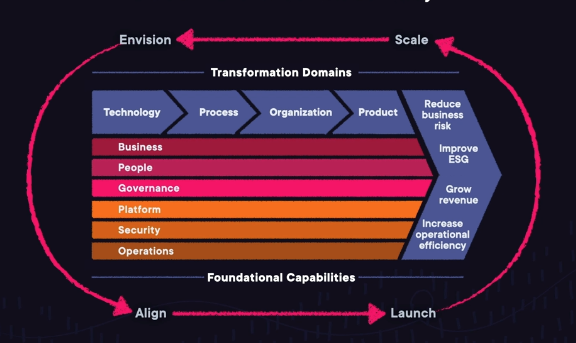 Envision
Scale
Transformation Domains
Technology
Process
Organization
Product
Reduce
business
risk
Improve
ESG
Grow
revenue
Increase
operational
efficiency
Business
People
Governance
Platform
Security
Operations
Foundational Capabilities
Align
Launch